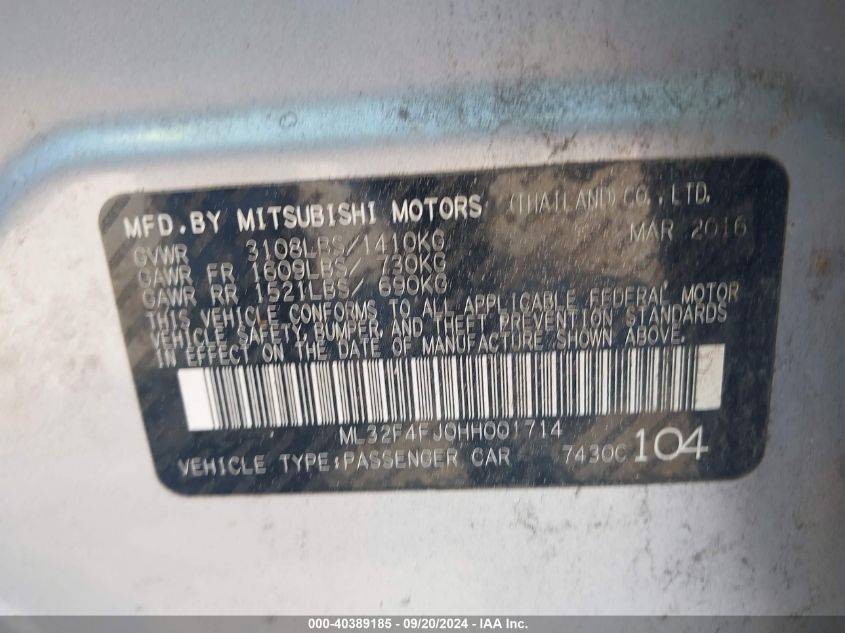 MFD.BY MITSUBISHI MOTORS (THAILAND)CO.,LTD.
MAR 2016
GVWR 3108LBS/1410KG
GAWR FR 1609LBS/ 730KG
GAWR RR 1521LBS/ 690KG
THIS VEHICLE CONFORMS TO ALL APPLICABLE FEDERAL MOTOR
VEHICLE SAFETY,BUMPER,AND THEFT PREVENTION STANDARDS
IN EFFECT ON THE DATE OF MANUFACTURE SHOWN ABOVE.
ML32F4FJ0HH001714
VEHICLE TYPE:PASSENGER CAR 7430C 104
000-40389185 - 09/20/2024 - IAA Inc.